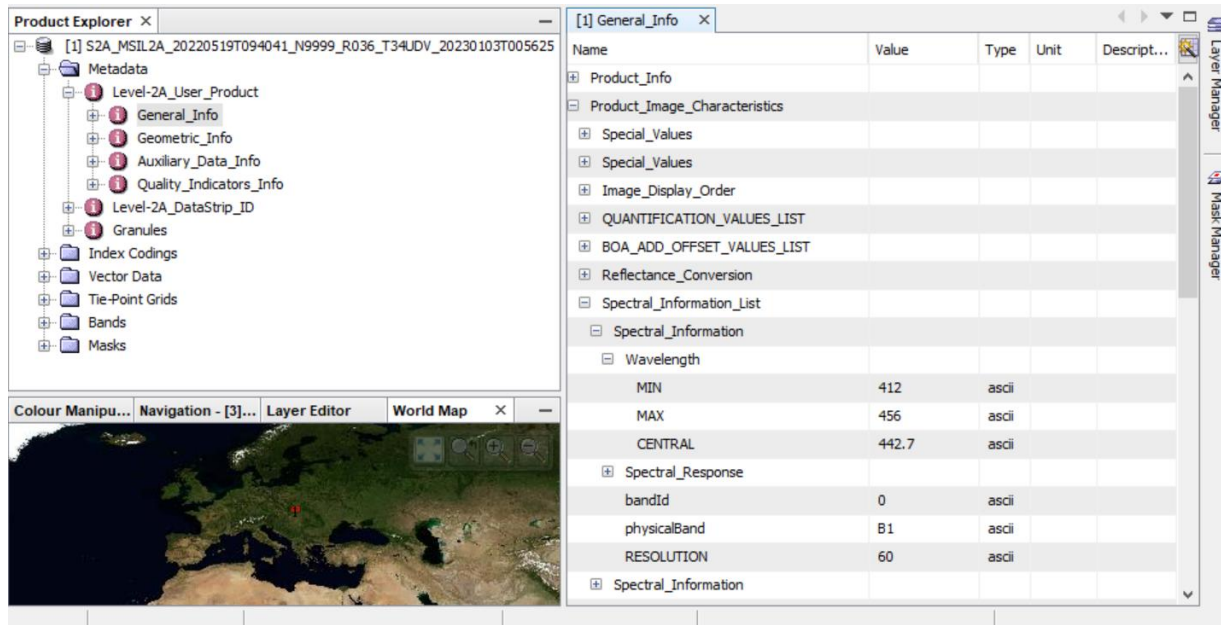 Product Explorer ×
[1] S2A_MSIL2A_20220519T094041_N9999_R036_T34UDV_20230103T005625
Metadata
Level-2A_User_Product
General_Info
Geometric_Info
Auxiliary_Data_Info
Quality_Indicators_Info
Level-2A_DataStrip_ID
Granules
Index Codings
Vector Data
Tie-Point Grids
Bands
Masks
Colour Manipu... Navigation - [3]... Layer Editor World Map ×
[1] General_Info ×
Name Value Type Unit Descript...
Product_Info
Product_Image_Characteristics
Special_Values
Special_Values
Image_Display_Order
QUANTIFICATION_VALUES_LIST
BOA_ADD_OFFSET_VALUES_LIST
Reflectance_Conversion
Spectral_Information_List
Spectral_Information
Wavelength
MIN 412 ascii
MAX 456 ascii
CENTRAL 442.7 ascii
Spectral_Response
bandId 0 ascii
physicalBand B1 ascii
RESOLUTION 60 ascii
Spectral_Information
Layer Manager
Mask Manager